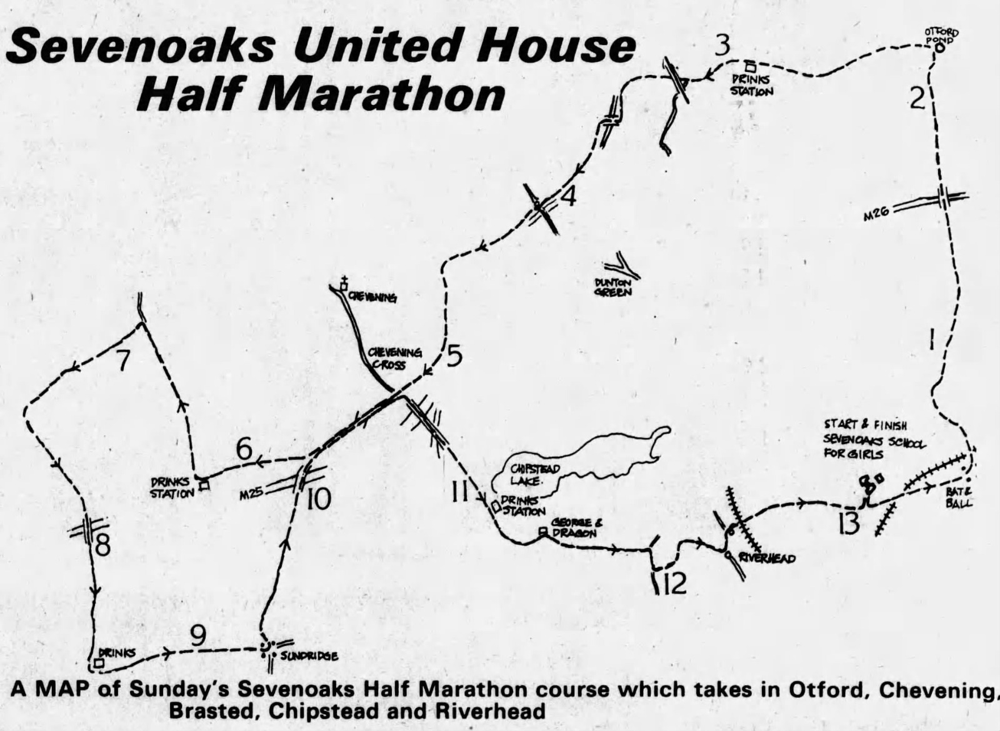 Sevenoaks United House
Half Marathon
OTFORD
POND
3
DRINKS
STATION
2
4
M26
DUNTON
GREEN
CHEVENING
CHEVENING
CROSS
5
1
7
START & FINISH
SEVENOAKS SCHOOL
FOR GIRLS
6
DRINKS
STATION
M25
10
CHIPSTEAD
LAKE.
11
DRINKS
STATION
BAT &
BALL
GEORGE &
DRAGON
13
8
RIVERHEAD
12
9
DRINKS
SUNDRIDGE
A MAP of Sunday's Sevenoaks Half Marathon course which takes in Otford, Chevening,
Brasted, Chipstead and Riverhead